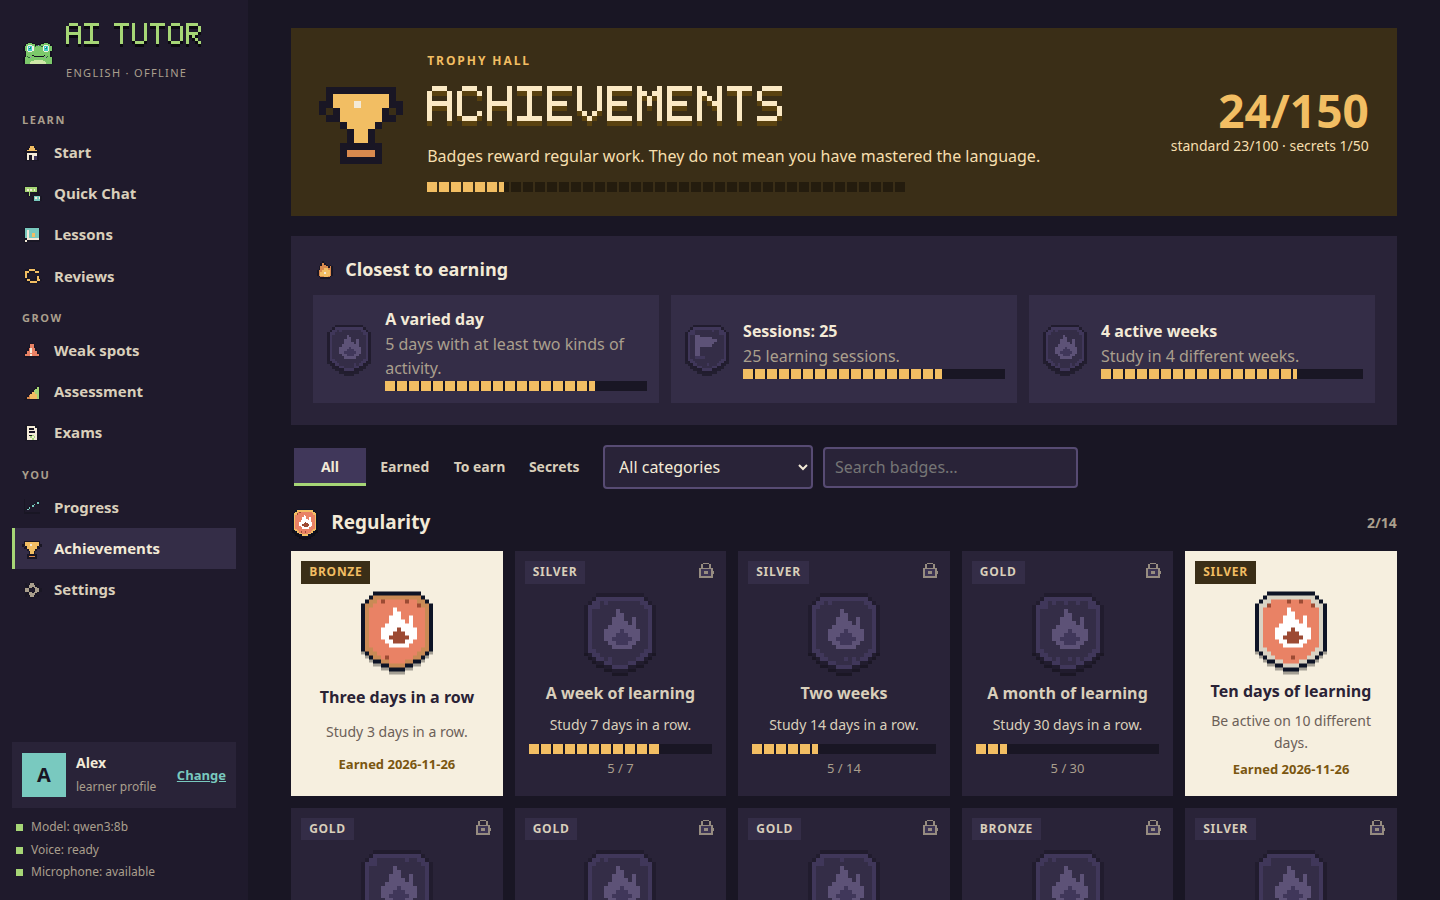 AI TUTOR
ENGLISH · OFFLINE
LEARN
Start
Quick Chat
Lessons
Reviews
GROW
Weak spots
Assessment
Exams
YOU
Progress
Achievements
Settings
A
Alex
learner profile
Change
Model: qwen3:8b
Voice: ready
Microphone: available
TROPHY HALL
ACHIEVEMENTS
Badges reward regular work. They do not mean you have mastered the language.
24/150
standard 23/100 · secrets 1/50
Closest to earning
A varied day
5 days with at least two kinds of
activity.
Sessions: 25
25 learning sessions.
4 active weeks
Study in 4 different weeks.
All
Earned
To earn
Secrets
All categories
Search badges...
Regularity
2/14
BRONZE
Three days in a row
Study 3 days in a row.
Earned 2026-11-26
SILVER
A week of learning
Study 7 days in a row.
5 / 7
SILVER
Two weeks
Study 14 days in a row.
5 / 14
GOLD
A month of learning
Study 30 days in a row.
5 / 30
SILVER
Ten days of learning
Be active on 10 different
days.
Earned 2026-11-26
GOLD
GOLD
GOLD
BRONZE
SILVER